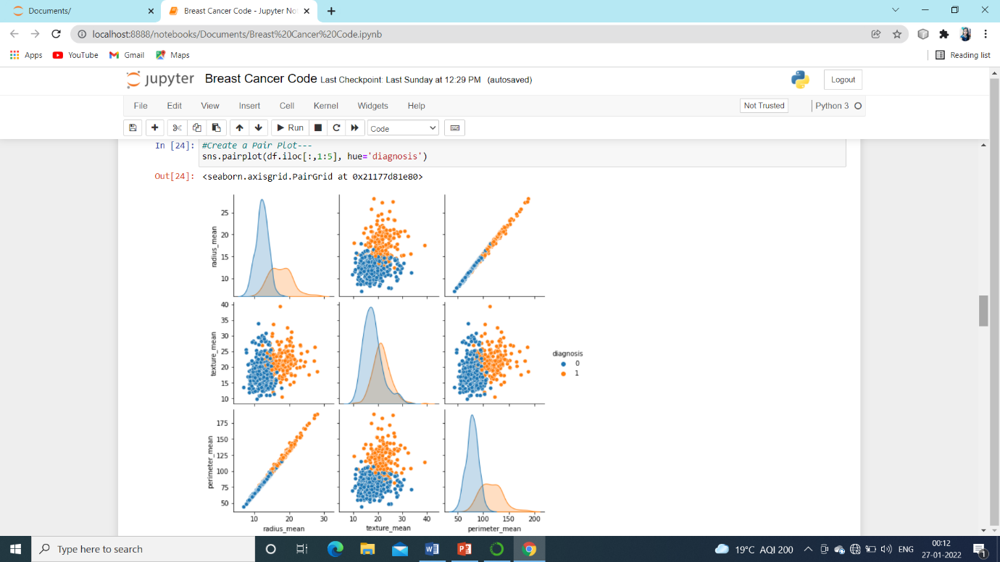 Documents/
Breast Cancer Code - Jupyter No
localhost:8888/notebooks/Documents/Breast%20Cancer%20Code.ipynb
Apps YouTube Gmail Maps Reading list
jupyter Breast Cancer Code Last Checkpoint: Last Sunday at 12:29 PM (autosaved) Logout
File Edit View Insert Cell Kernel Widgets Help Not Trusted Python 3
Run Code
In [24]: #Create a Pair Plot---
sns.pairplot(df.iloc[:,1:5], hue='diagnosis')
Out[24]: <seaborn.axisgrid.PairGrid at 0x21177d81e80>
radius_mean
25
20
15
10
texture_mean
40
35
30
25
20
15
10
diagnosis
0
1
perimeter_mean
175
150
125
100
75
50
10 20 30 10 20 30 40 50 100 150 200
radius_mean texture_mean perimeter_mean
Type here to search
19°C AQI 200
ENG
00:12
27-01-2022
1